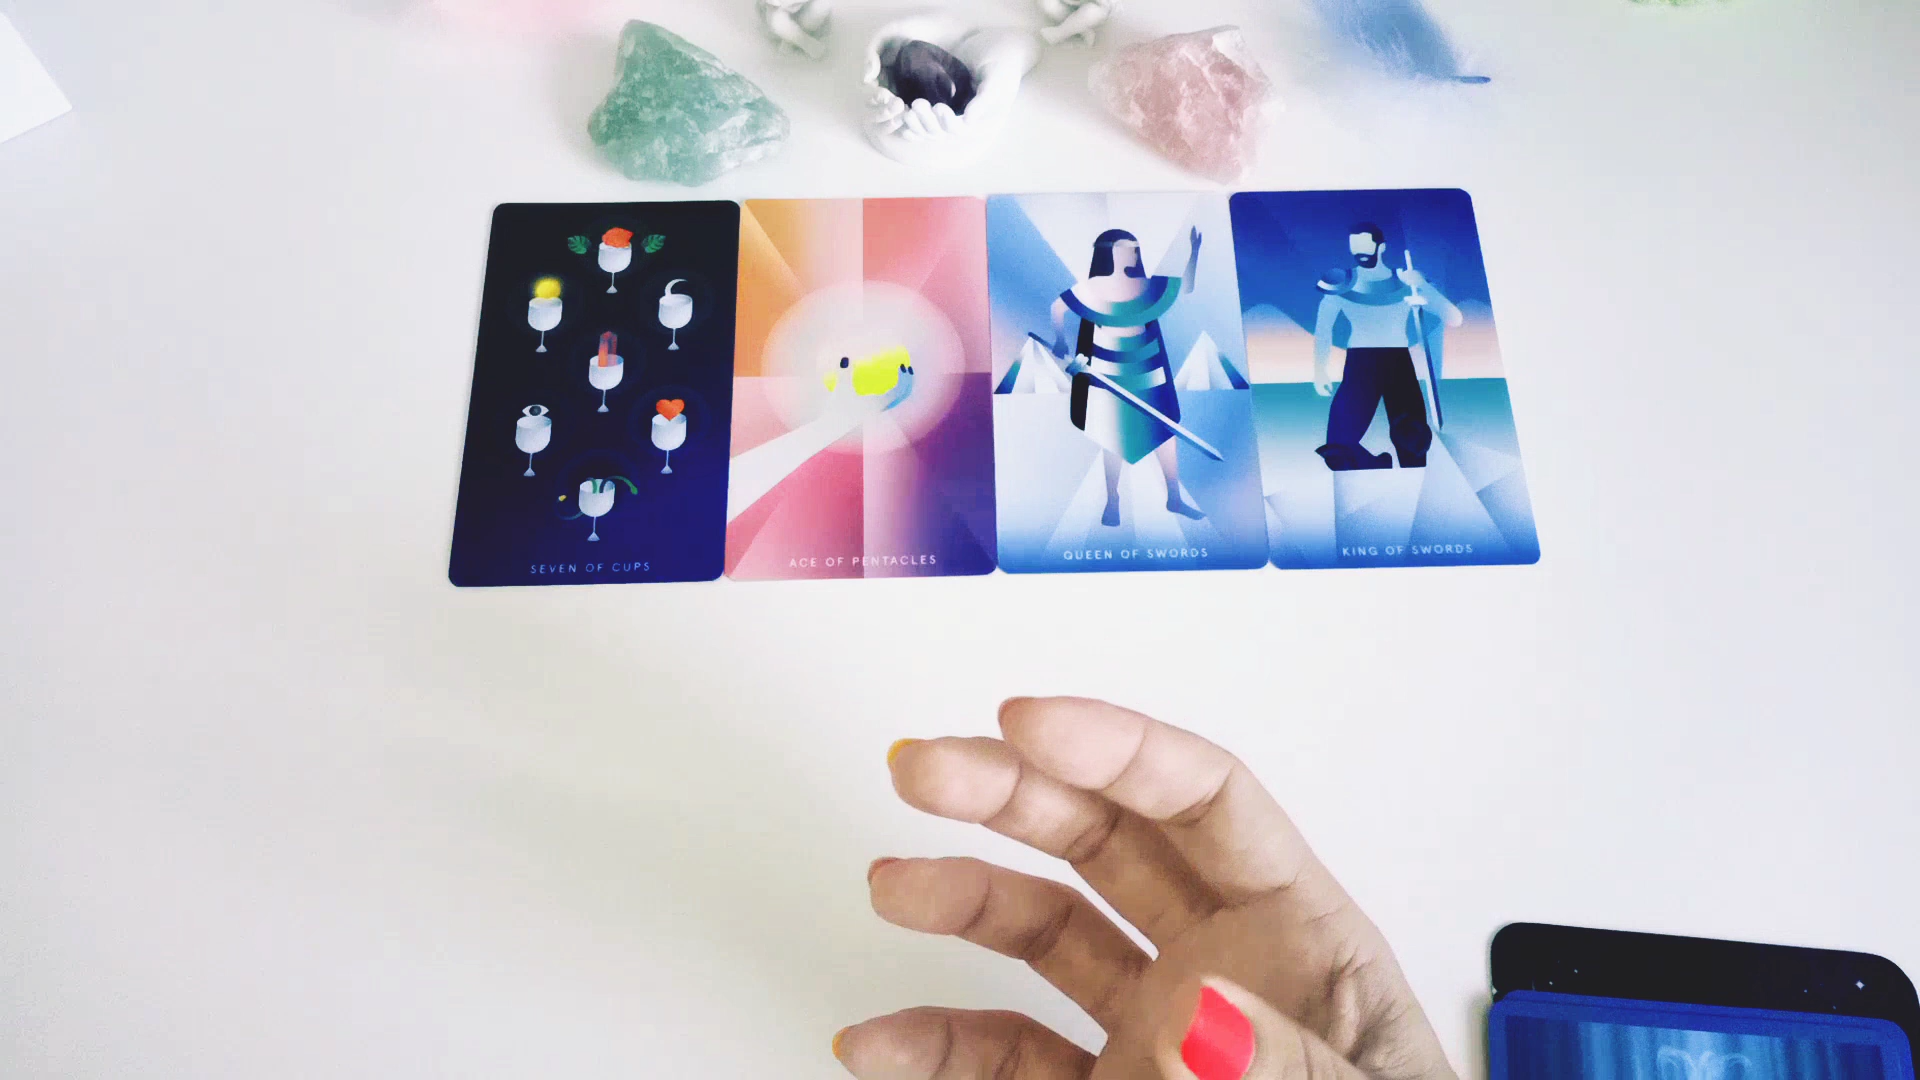 SEVEN OF CUPS
ACE OF PENTACLES
QUEEN OF SWORDS
KING OF SWORDS